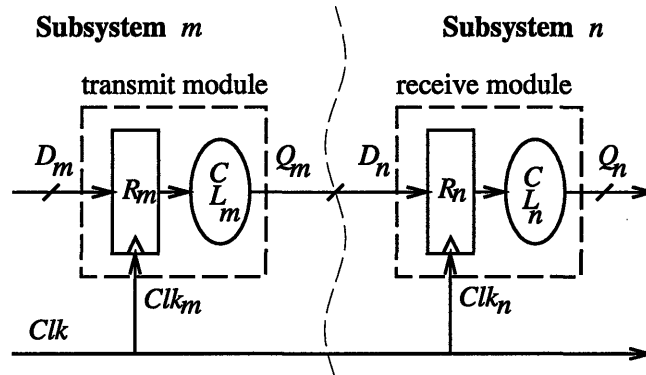 Subsystem m Subsystem n
transmit module receive module
D_m Q_m D_n Q_n
R_m C L_m R_n C L_n
Clk_m Clk_n
Clk